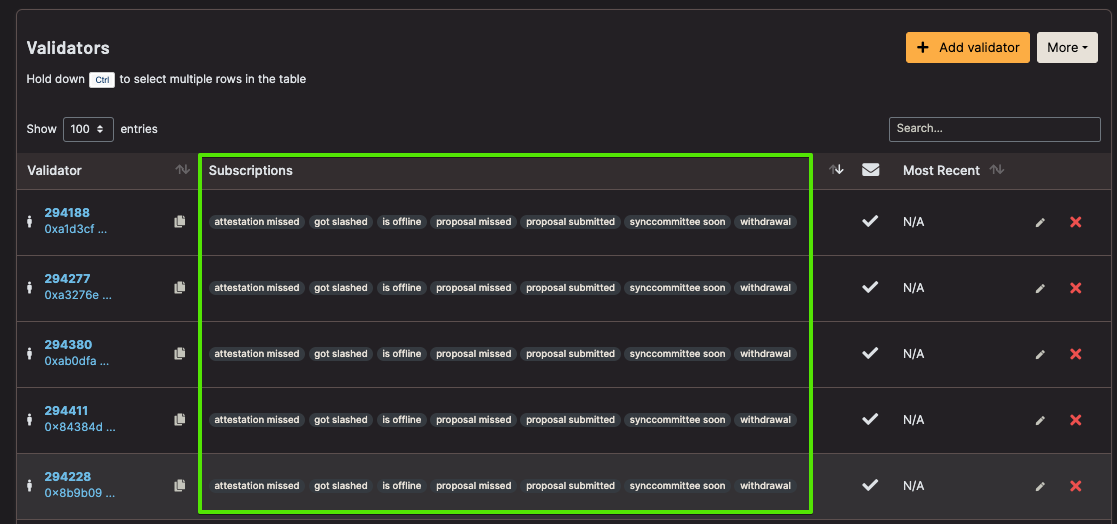 Validators
+ Add validator
More
Hold down Ctrl to select multiple rows in the table
Show 100 entries
Search...
Validator Subscriptions Most Recent
294188
0xa1d3cf ...
attestation missed got slashed is offline proposal missed proposal submitted synccommittee soon withdrawal
N/A
294277
0xa3276e ...
attestation missed got slashed is offline proposal missed proposal submitted synccommittee soon withdrawal
N/A
294380
0xab0dfa ...
attestation missed got slashed is offline proposal missed proposal submitted synccommittee soon withdrawal
N/A
294411
0x84384d ...
attestation missed got slashed is offline proposal missed proposal submitted synccommittee soon withdrawal
N/A
294228
0x8b9b09 ...
attestation missed got slashed is offline proposal missed proposal submitted synccommittee soon withdrawal
N/A